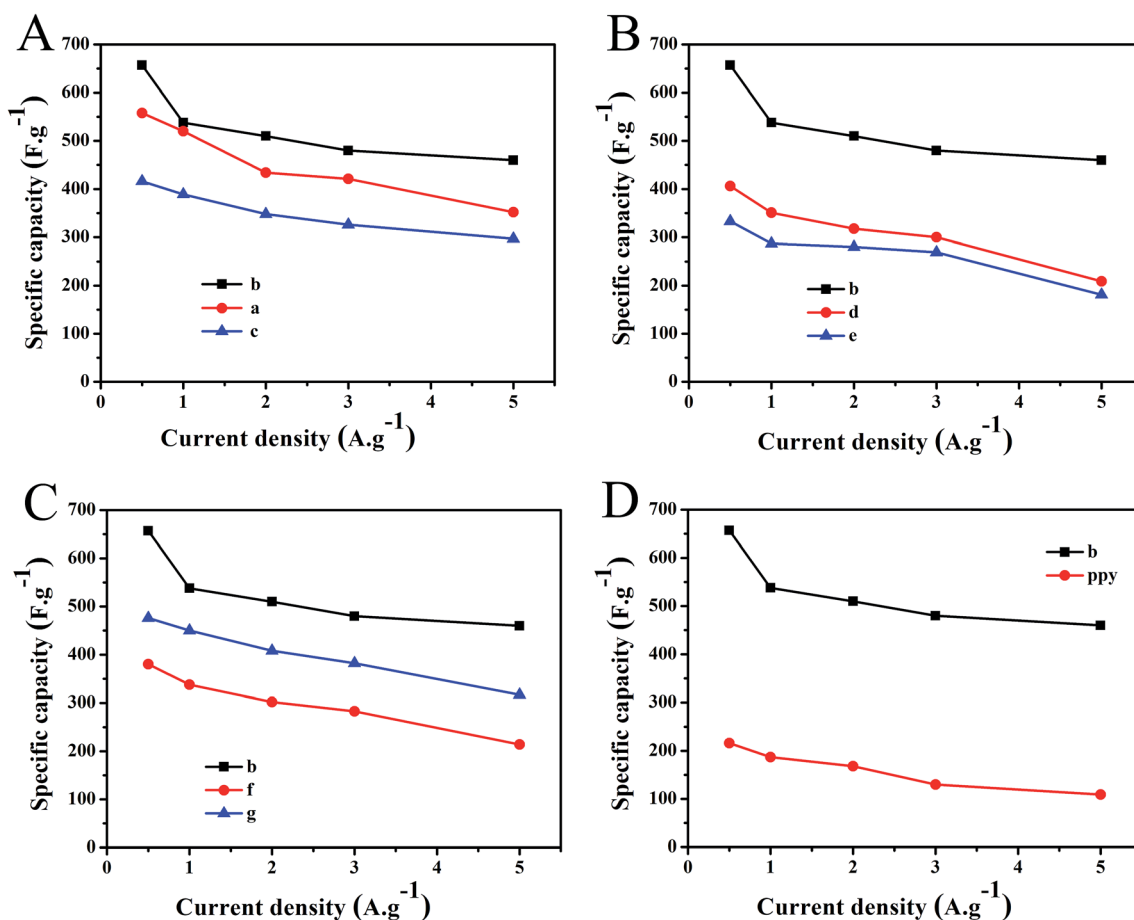 A
700
600
500
400
300
200
100
0
Specific capacity (F.g-1)
b
a
c
0 1 2 3 4 5
Current density (A.g-1)
B
700
600
500
400
300
200
100
0
Specific capacity (F.g-1)
b
d
e
0 1 2 3 4 5
Current density (A.g-1)
C
700
600
500
400
300
200
100
0
Specific capacity (F.g-1)
b
f
g
0 1 2 3 4 5
Current density (A.g-1)
D
700
600
500
400
300
200
100
0
Specific capacity (F.g-1)
b
ppy
0 1 2 3 4 5
Current density (A.g-1)